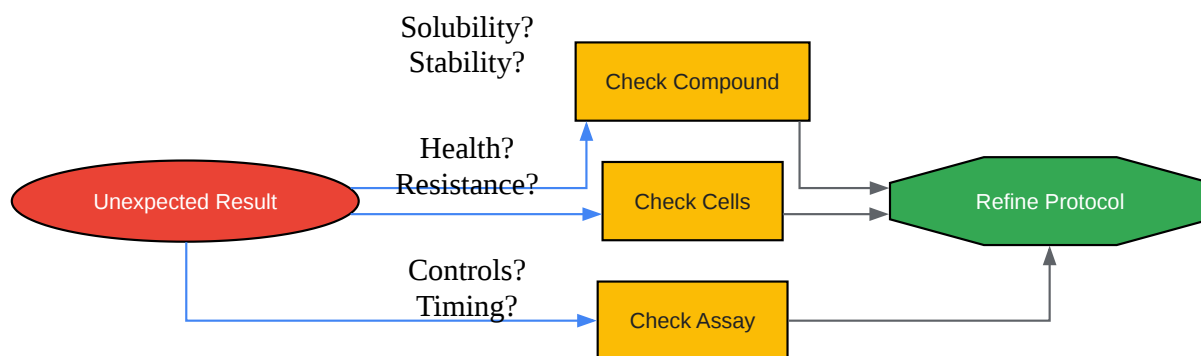 Solubility?
Stability?
Check Compound
Health?
Resistance?
Unexpected Result
Check Cells
Refine Protocol
Controls?
Timing?
Check Assay